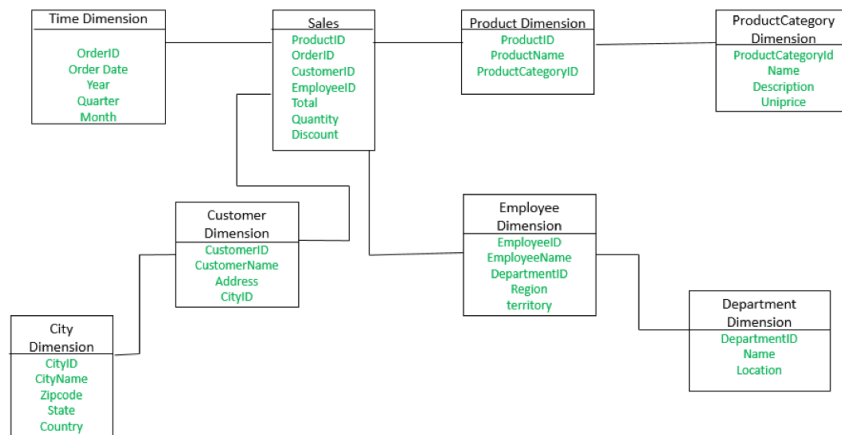 Time Dimension
OrderID
Order Date
Year
Quarter
Month
Sales
ProductID
OrderID
CustomerID
EmployeeID
Total
Quantity
Discount
Product Dimension
ProductID
ProductName
ProductCategoryID
ProductCategory
Dimension
ProductCategoryId
Name
Description
Uniprice
Customer
Dimension
CustomerID
CustomerName
Address
CityID
Employee
Dimension
EmployeeID
EmployeeName
DepartmentID
Region
territory
City
Dimension
CityID
CityName
Zipcode
State
Country
Department
Dimension
DepartmentID
Name
Location